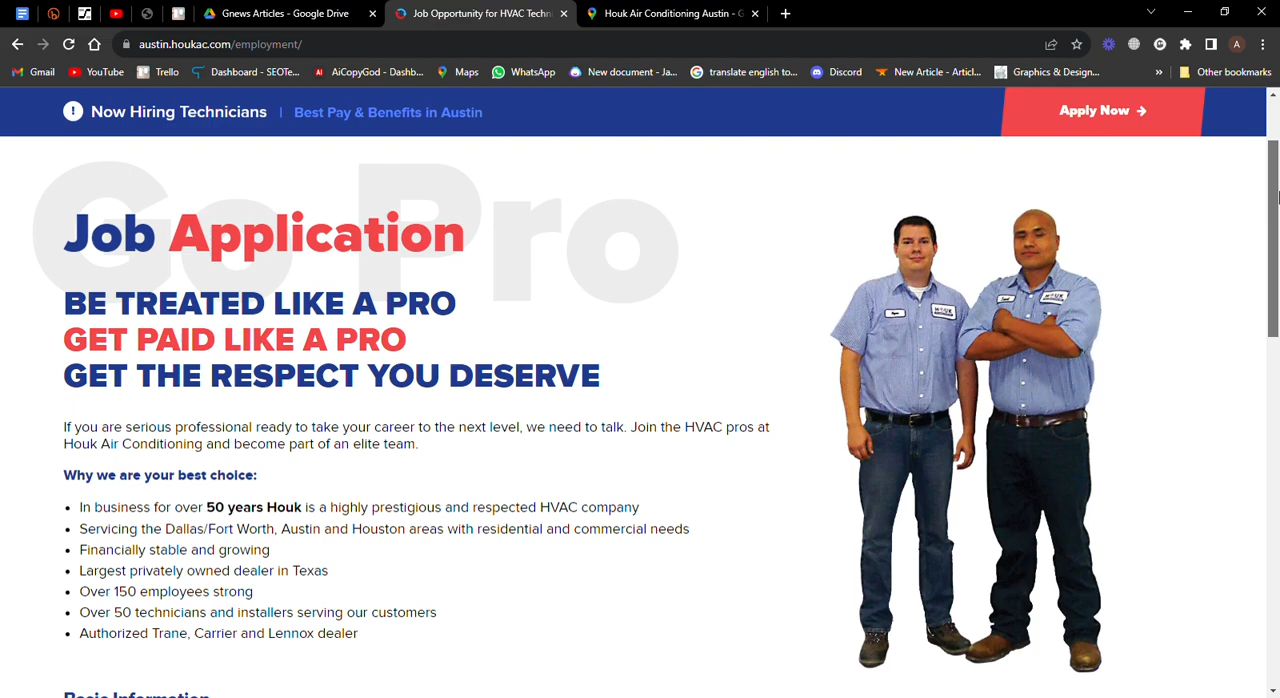 Gnews Articles - Google Drive
Job Opportunity for HVAC Techn
Houk Air Conditioning Austin - G
austin.houkac.com/employment/
A
Gmail
YouTube
Trello
Dashboard - SEOTe...
AI
AiCopyGod - Dashb...
Maps
WhatsApp
New document - Ja...
translate english to...
Discord
New Article - Articl...
Graphics & Design...
»
Other bookmarks
! Now Hiring Technicians | Best Pay & Benefits in Austin
Apply Now →
Go Pro
Job Application
BE TREATED LIKE A PRO
GET PAID LIKE A PRO
GET THE RESPECT YOU DESERVE
If you are serious professional ready to take your career to the next level, we need to talk. Join the HVAC pros at
Houk Air Conditioning and become part of an elite team.
Why we are your best choice:
• In business for over 50 years Houk is a highly prestigious and respected HVAC company
• Servicing the Dallas/Fort Worth, Austin and Houston areas with residential and commercial needs
• Financially stable and growing
• Largest privately owned dealer in Texas
• Over 150 employees strong
• Over 50 technicians and installers serving our customers
• Authorized Trane, Carrier and Lennox dealer
HOUK
HOUK
Basic Information